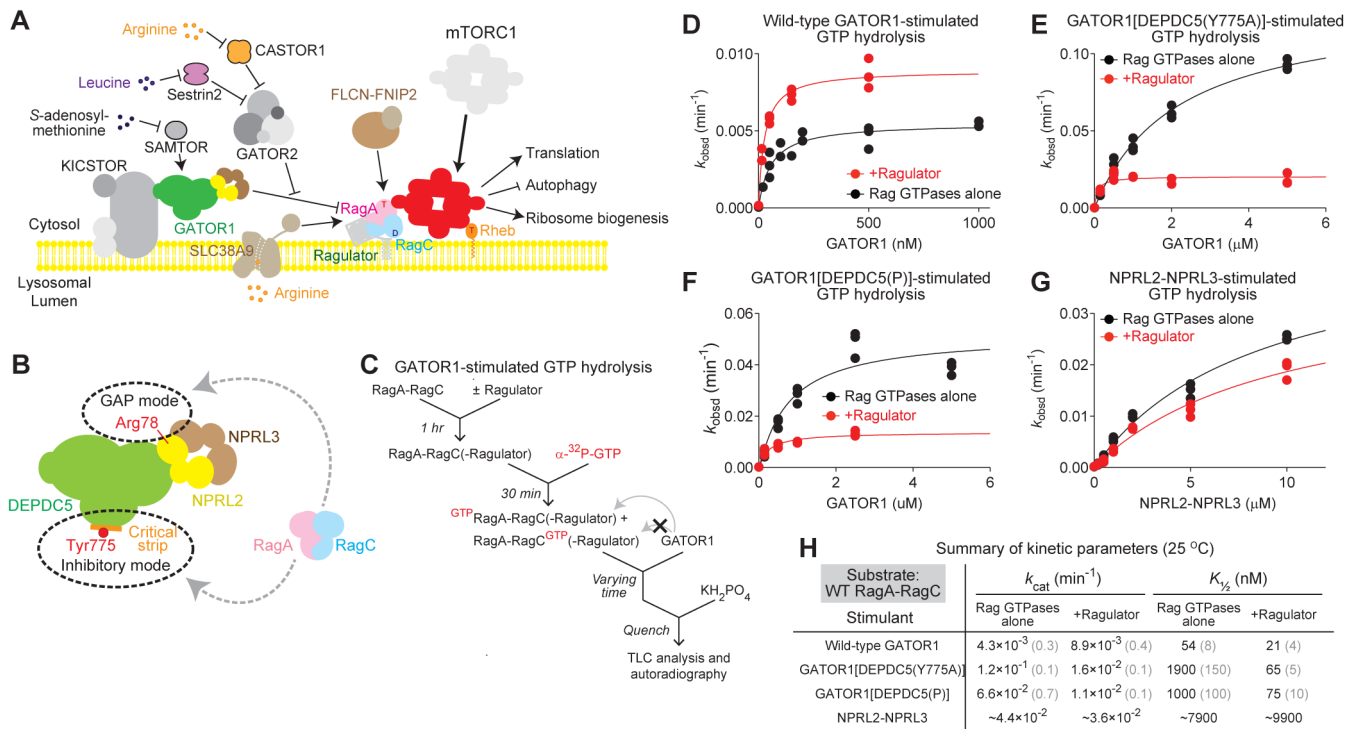 A
Arginine
CASTOR1
Leucine
Sestrin2
S-adenosyl-
methionine
SAMTOR
GATOR2
KICSTOR
GATOR1
Cytosol
Lysosomal
Lumen
SLC38A9
Arginine
FLCN-FNIP2
mTORC1
RagA
T
D
RagC
Ragulator
T
Rheb
Translation
Autophagy
Ribosome biogenesis
B
GAP mode
Arg78
NPRL3
DEPDC5
NPRL2
Critical
strip
Tyr775
Inhibitory mode
RagA
RagC
C
GATOR1-stimulated GTP hydrolysis
RagA-RagC
± Ragulator
1 hr
RagA-RagC(-Ragulator)
α-32P-GTP
30 min
GTPRagA-RagC(-Ragulator) +
RagA-RagCGTP(-Ragulator)
GATOR1
Varying
time
KH2PO4
Quench
TLC analysis and
autoradiography
D
Wild-type GATOR1-stimulated
GTP hydrolysis
kobsd (min-1)
0.010
0.005
0.000
+Ragulator
Rag GTPases alone
0 500 1000
GATOR1 (nM)
E
GATOR1[DEPDC5(Y775A)]-stimulated
GTP hydrolysis
Rag GTPases alone
+Ragulator
kobsd (min-1)
0.10
0.05
0.00
0 2 4 6
GATOR1 (μM)
F
GATOR1[DEPDC5(P)]-stimulated
GTP hydrolysis
kobsd (min-1)
0.06
0.04
0.02
0.00
Rag GTPases alone
+Ragulator
0 2 4 6
GATOR1 (uM)
G
NPRL2-NPRL3-stimulated
GTP hydrolysis
Rag GTPases alone
+Ragulator
kobsd (min-1)
0.03
0.02
0.01
0.00
0 5 10
NPRL2-NPRL3 (μM)
H
Summary of kinetic parameters (25 oC)
Substrate:
WT RagA-RagC
kcat (min-1) K½ (nM)
Stimulant
Rag GTPases
alone
+Ragulator
Rag GTPases
alone
+Ragulator
Wild-type GATOR1 4.3×10-3 (0.3) 8.9×10-3 (0.4) 54 (8) 21 (4)
GATOR1[DEPDC5(Y775A)] 1.2×10-1 (0.1) 1.6×10-2 (0.1) 1900 (150) 65 (5)
GATOR1[DEPDC5(P)] 6.6×10-2 (0.7) 1.1×10-2 (0.1) 1000 (100) 75 (10)
NPRL2-NPRL3 ~4.4×10-2 ~3.6×10-2 ~7900 ~9900